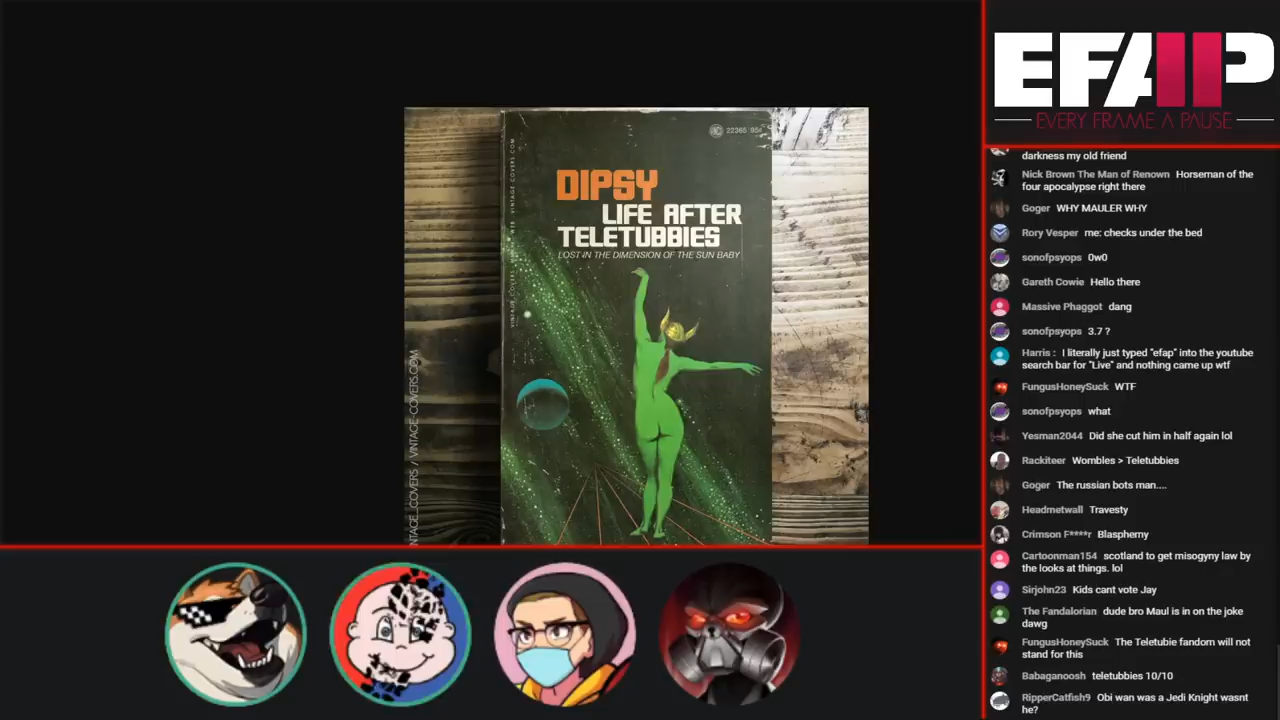 EFAP
EVERY FRAME A PAUSE
22365 95¢
DIPSY
LIFE AFTER
TELETUBBIES
LOST IN THE DIMENSION OF THE SUN BABY
VINTAGE_COVERS / VINTAGE-COVERS.COM
darkness my old friend
Nick Brown The Man of Renown Horseman of the
four apocalypse right there
Goger WHY MAULER WHY
Rory Vesper me: checks under the bed
sonofpsyops 0w0
Gareth Cowie Hello there
Massive Phaggot dang
sonofpsyops 3.7 ?
Harris : I literally just typed "efap" into the youtube
search bar for "Live" and nothing came up wtf
FungusHoneySuck WTF
sonofpsyops what
Yesman2044 Did she cut him in half again lol
Rackiteer Wombles > Teletubbies
Goger The russian bots man....
Headmetwall Travesty
Crimson F****r Blasphemy
Cartoonman154 scotland to get misogyny law by
the looks at things. lol
Sirjohn23 Kids cant vote Jay
The Fandalorian dude bro Maul is in on the joke
dawg
FungusHoneySuck The Teletubie fandom will not
stand for this
Babaganoosh teletubbies 10/10
RipperCatfish9 Obi wan was a Jedi Knight wasnt
he?